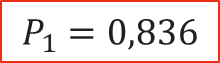 P₁ = 0,836